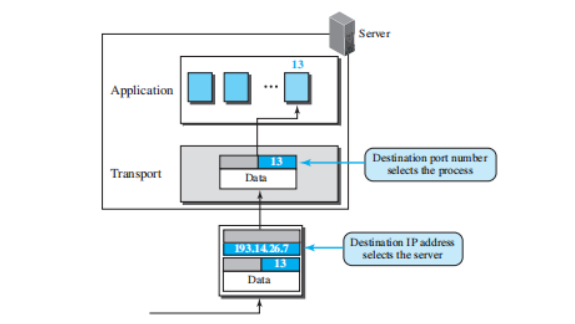 Server
13
Application
...
Transport
13
Data
Destination port number
selects the process
193.14.26.7
13
Data
Destination IP address
selects the server